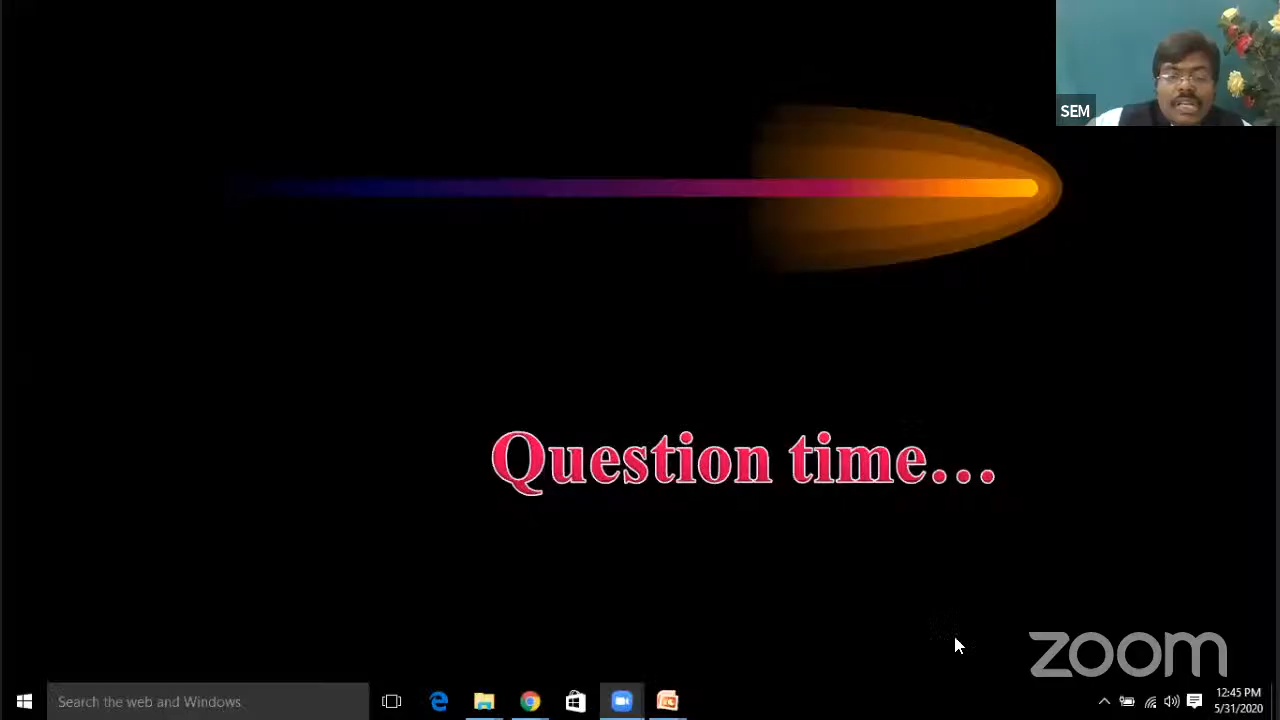 SEM
Question time...
zoom
Search the web and Windows
12:45 PM
5/31/2020